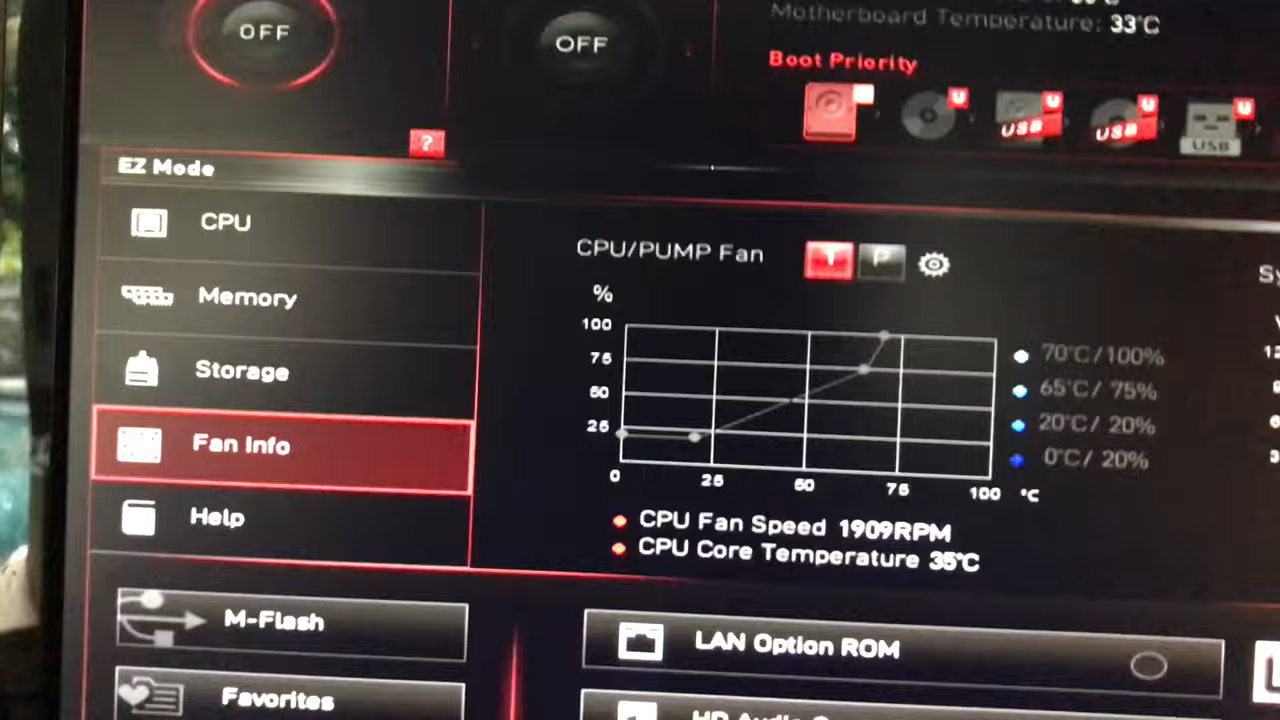 OFF
OFF
Motherboard Temperature: 33°C
Boot Priority
U
U
U
U
USB
USB
USB
?
EZ Mode
CPU
Memory
Storage
Fan Info
Help
M-Flash
Favorites
CPU/PUMP Fan
T
P
%
100
75
50
25
0
25
50
75
100
°C
70°C/100%
65°C/ 75%
20°C/ 20%
0°C/ 20%
CPU Fan Speed 1909RPM
CPU Core Temperature 35°C
LAN Option ROM
HD Audio